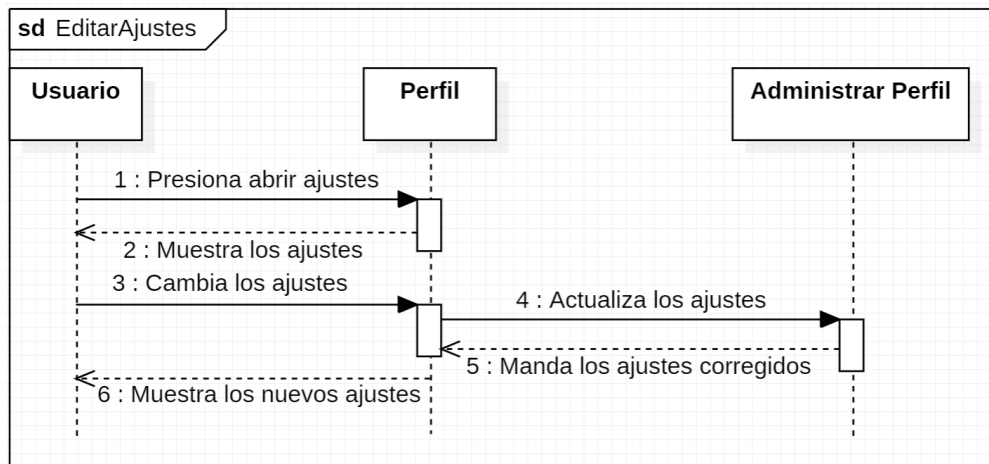 sd EditarAjustes
Usuario
Perfil
Administrar Perfil
1 : Presiona abrir ajustes
2 : Muestra los ajustes
3 : Cambia los ajustes
4 : Actualiza los ajustes
5 : Manda los ajustes corregidos
6 : Muestra los nuevos ajustes